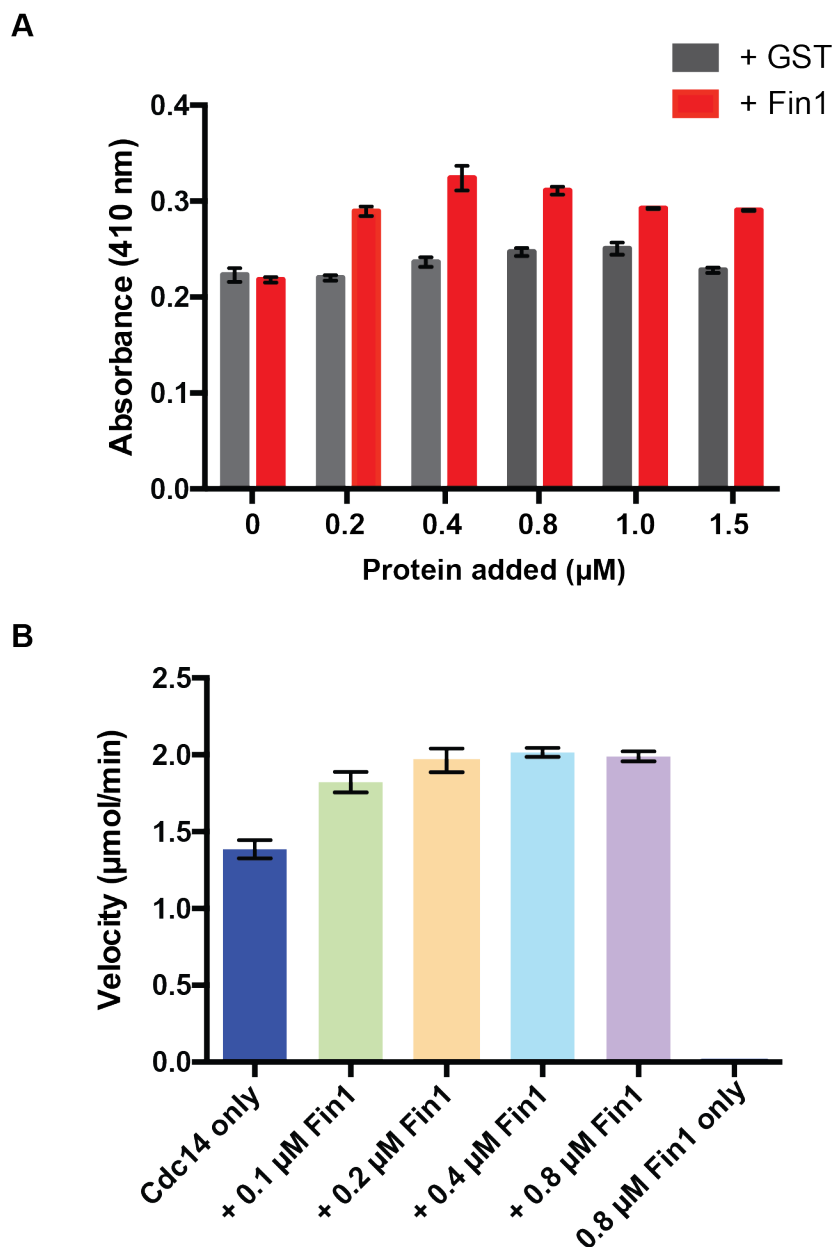 A
+ GST
+ Fin1
Absorbance (410 nm)
0.4
0.3
0.2
0.1
0.0
0 0.2 0.4 0.8 1.0 1.5
Protein added (µM)
B
Velocity (µmol/min)
2.5
2.0
1.5
1.0
0.5
0.0
Cdc14 only
+ 0.1 µM Fin1
+ 0.2 µM Fin1
+ 0.4 µM Fin1
+ 0.8 µM Fin1
0.8 µM Fin1 only